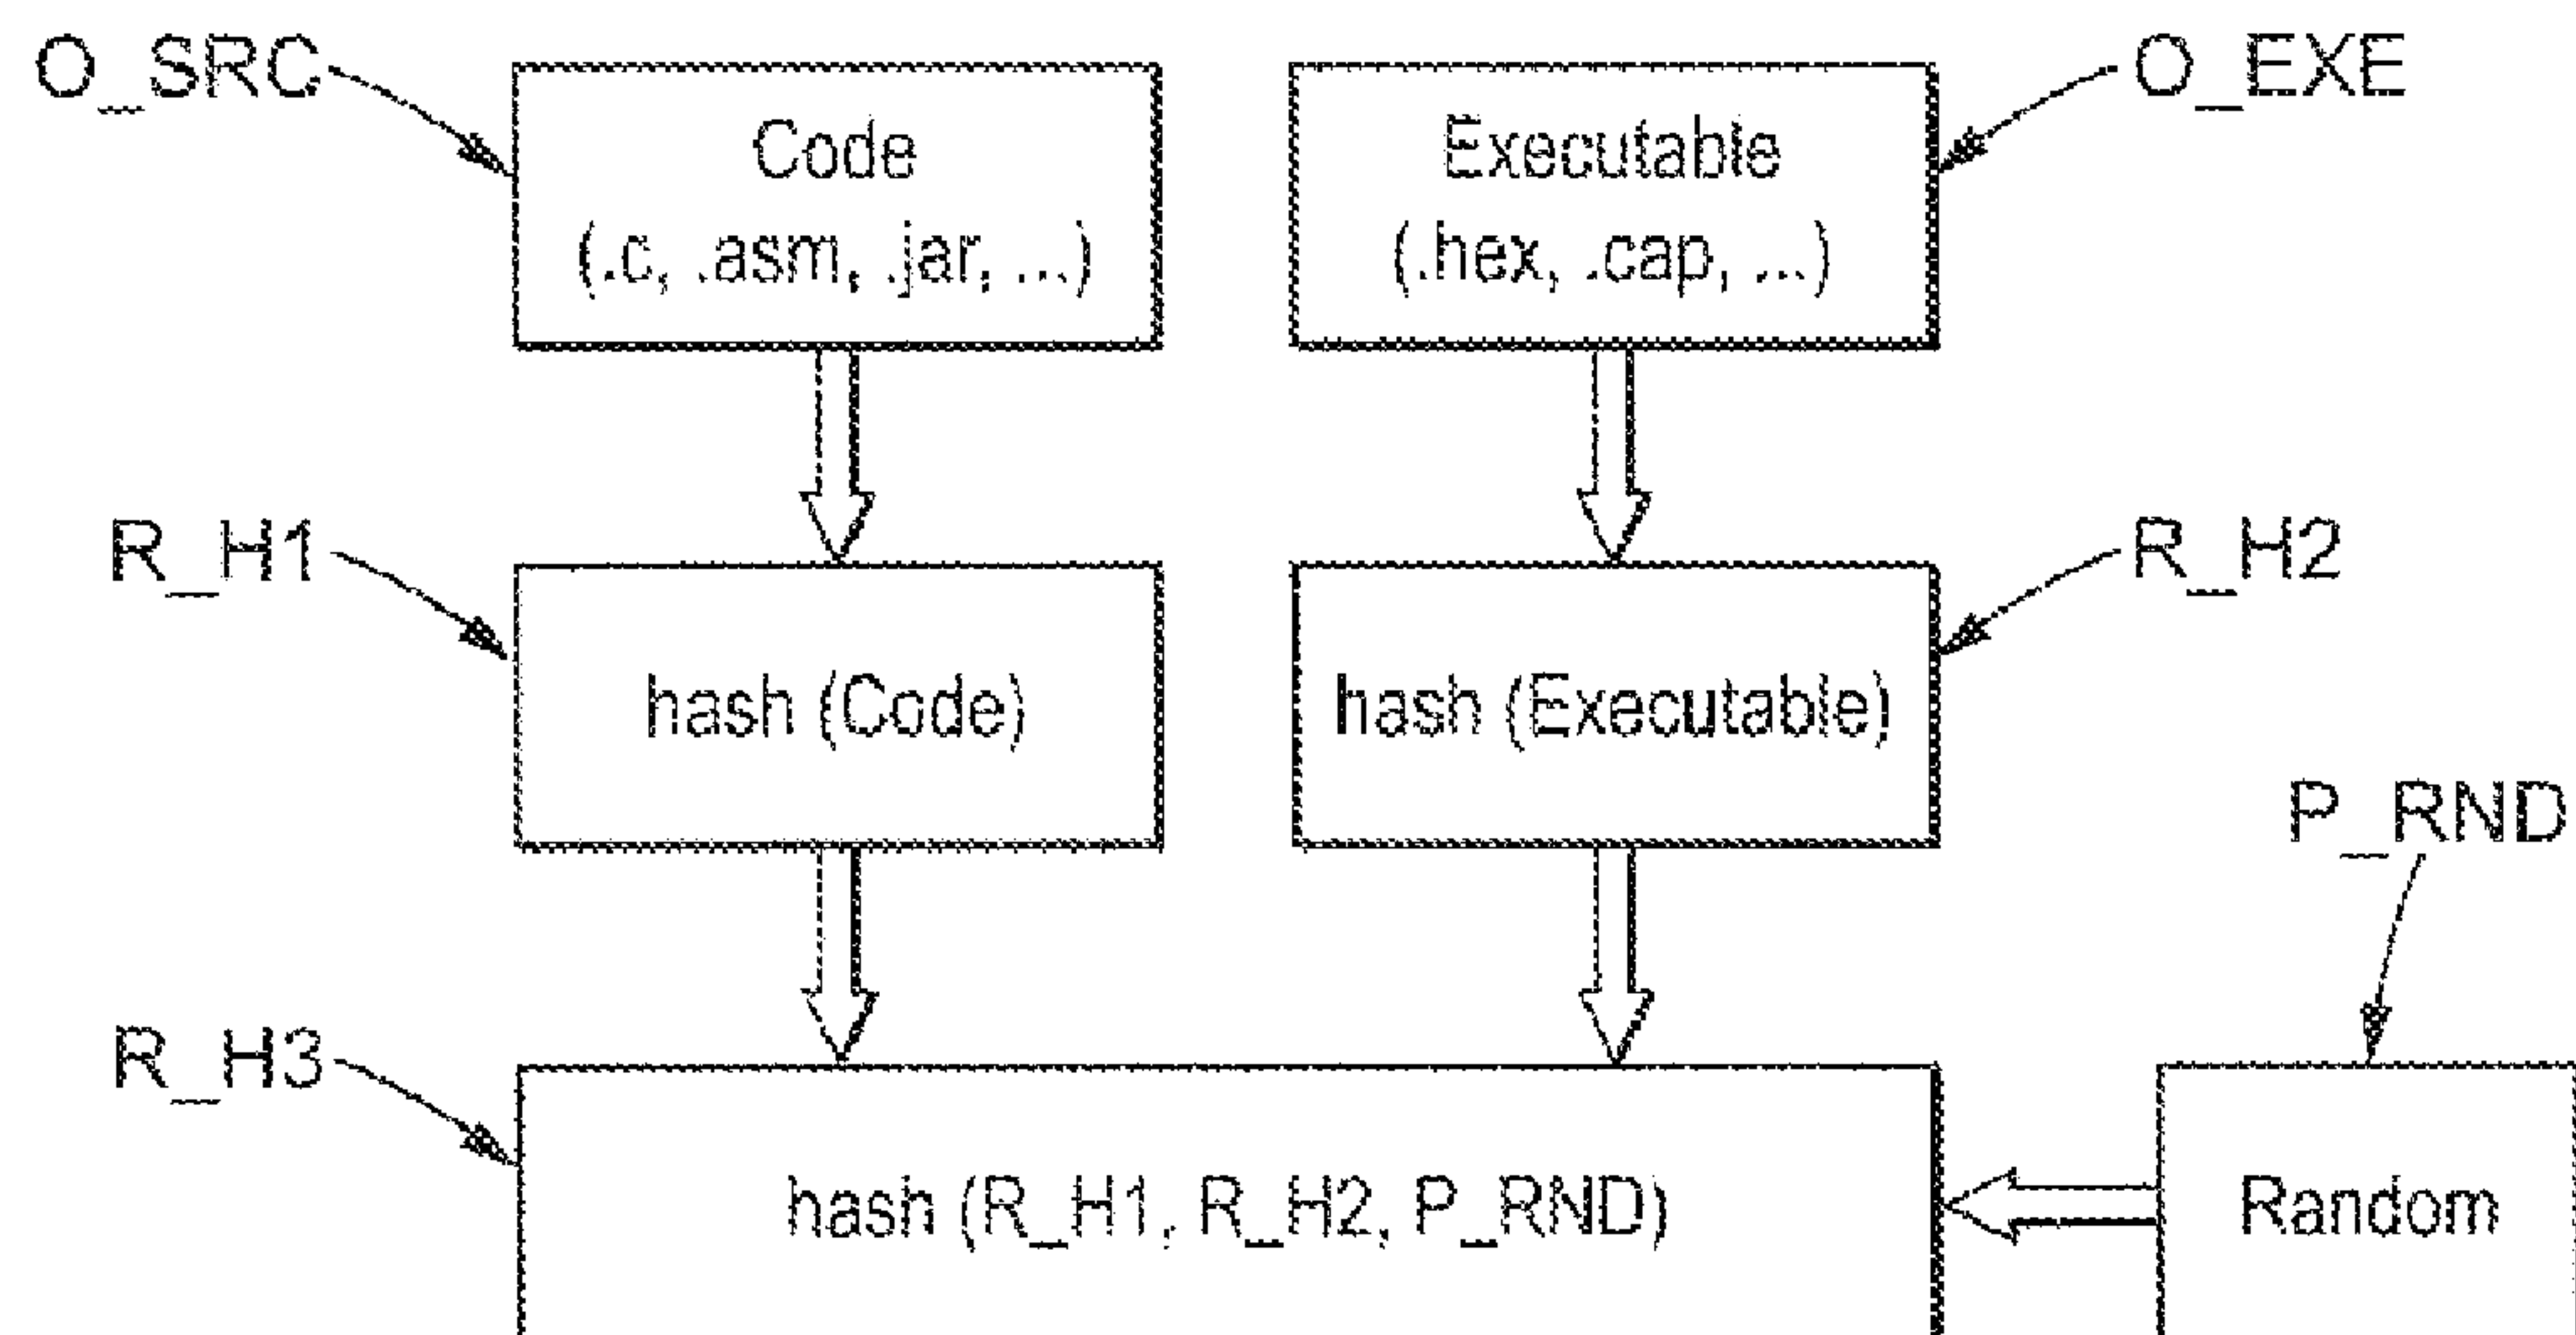 O_SRC
O_EXE
Code
(.c, .asm, .jar, ...)
Executable
(.hex, .cap, ...)
R_H1
R_H2
hash (Code)
hash (Executable)
P_RND
R_H3
hash (R_H1, R_H2, P_RND)
Random